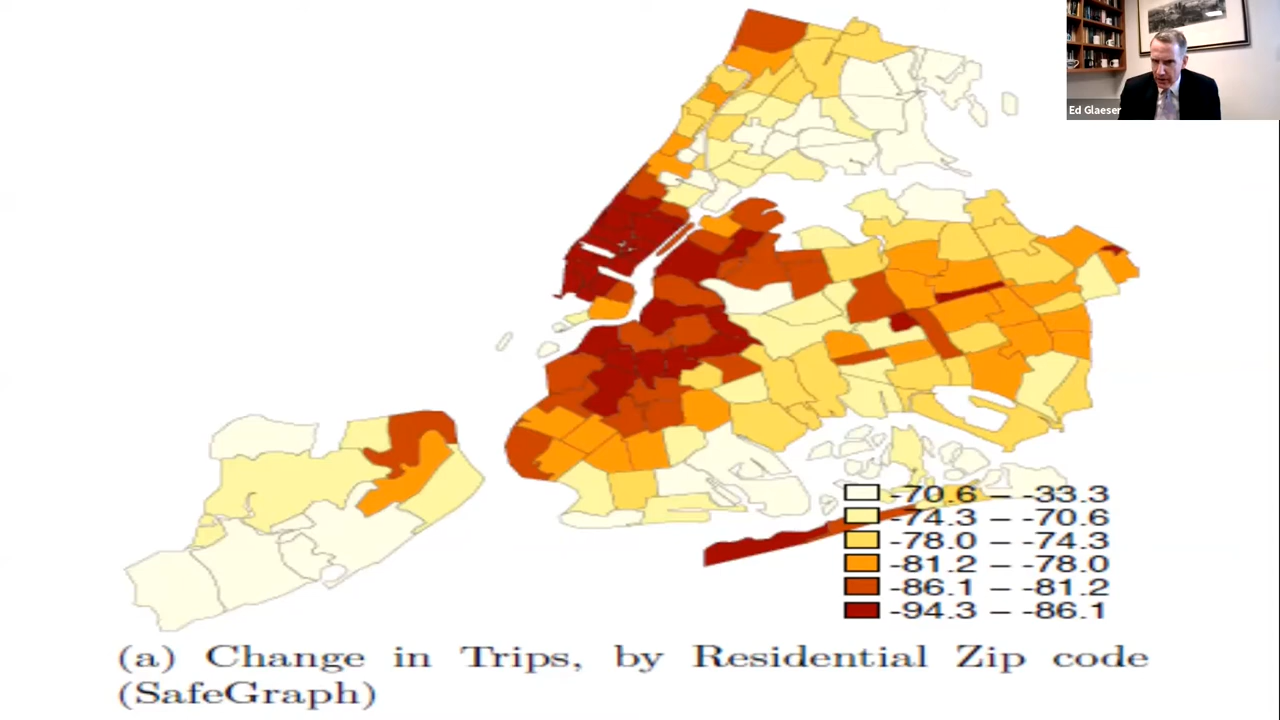 Ed Glaeser
-70.6 – -33.3
-74.3 – -70.6
-78.0 – -74.3
-81.2 – -78.0
-86.1 – -81.2
-94.3 – -86.1
(a) Change in Trips, by Residential Zip code
(SafeGraph)